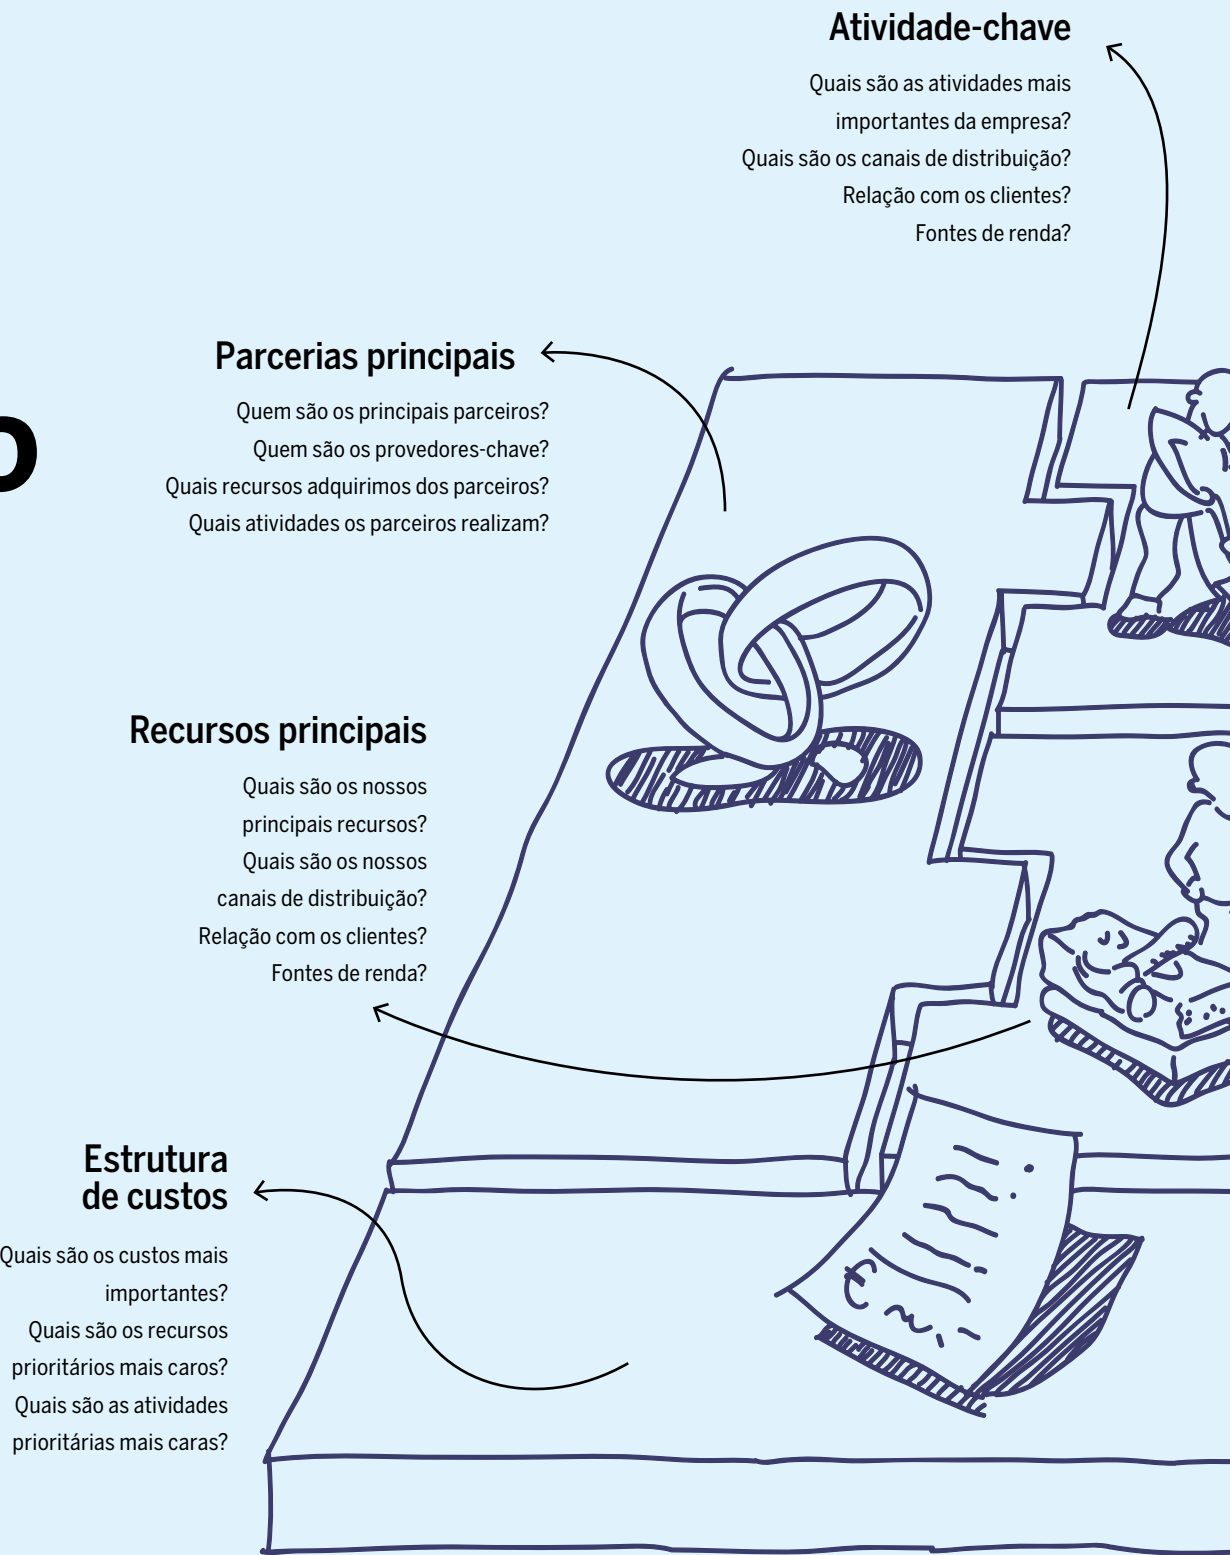 Atividade-chave
Quais são as atividades mais
importantes da empresa?
Quais são os canais de distribuição?
Relação com os clientes?
Fontes de renda?
Parcerias principais
Quem são os principais parceiros?
Quem são os provedores-chave?
Quais recursos adquirimos dos parceiros?
Quais atividades os parceiros realizam?
Recursos principais
Quais são os nossos
principais recursos?
Quais são os nossos
canais de distribuição?
Relação com os clientes?
Fontes de renda?
Estrutura
de custos
Quais são os custos mais
importantes?
Quais são os recursos
prioritários mais caros?
Quais são as atividades
prioritárias mais caras?